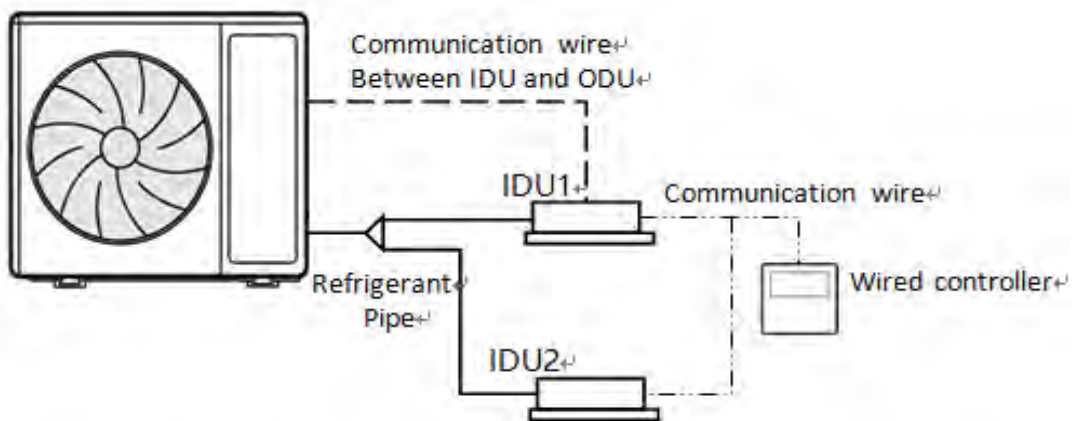 Communication wire↵
Between IDU and ODU↵
IDU1↵
Communication wire↵
Refrigerant↵
Pipe↵
Wired controller↵
IDU2↵